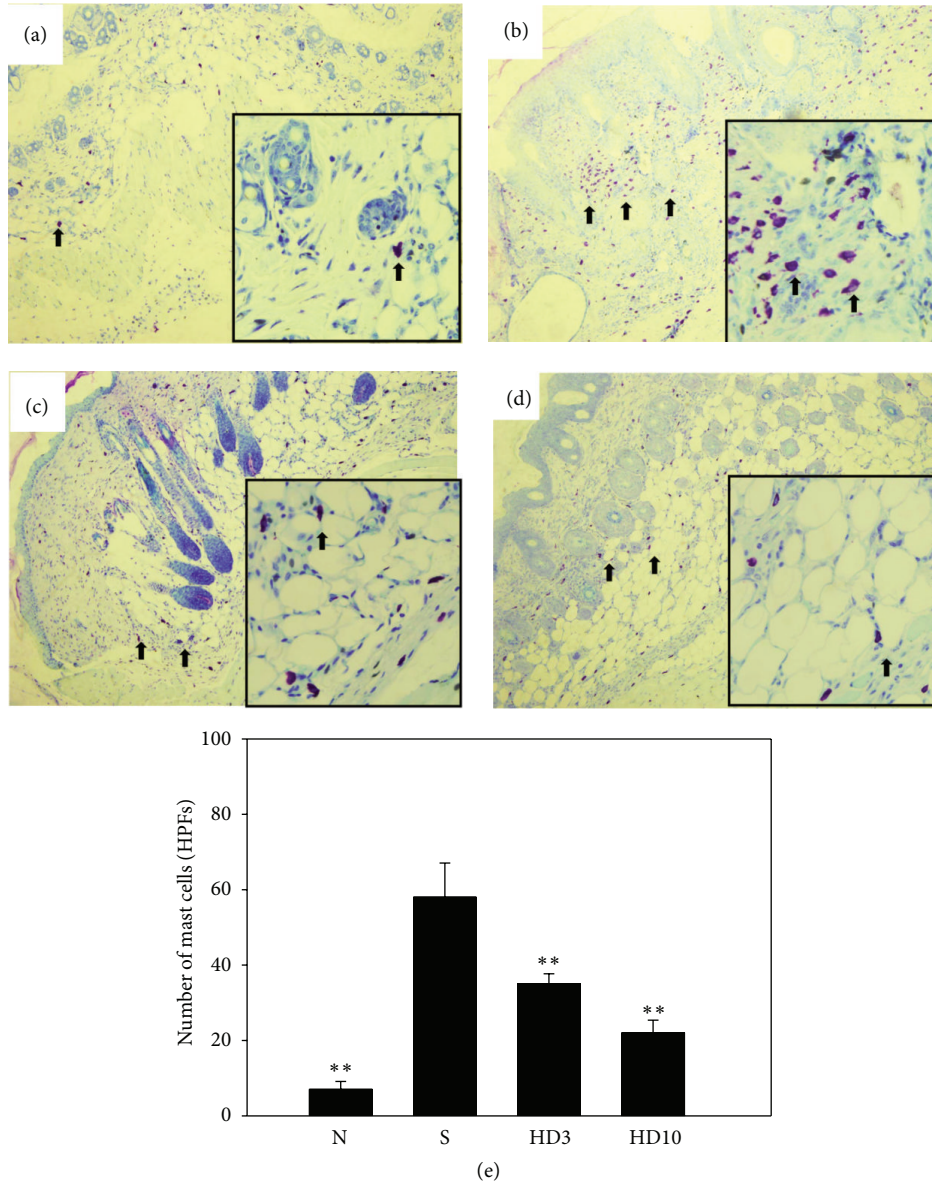 (a)
(b)
(c)
(d)
100
80
60
40
20
0
Number of mast cells (HPFs)
**
**
**
N S HD3 HD10
(e)